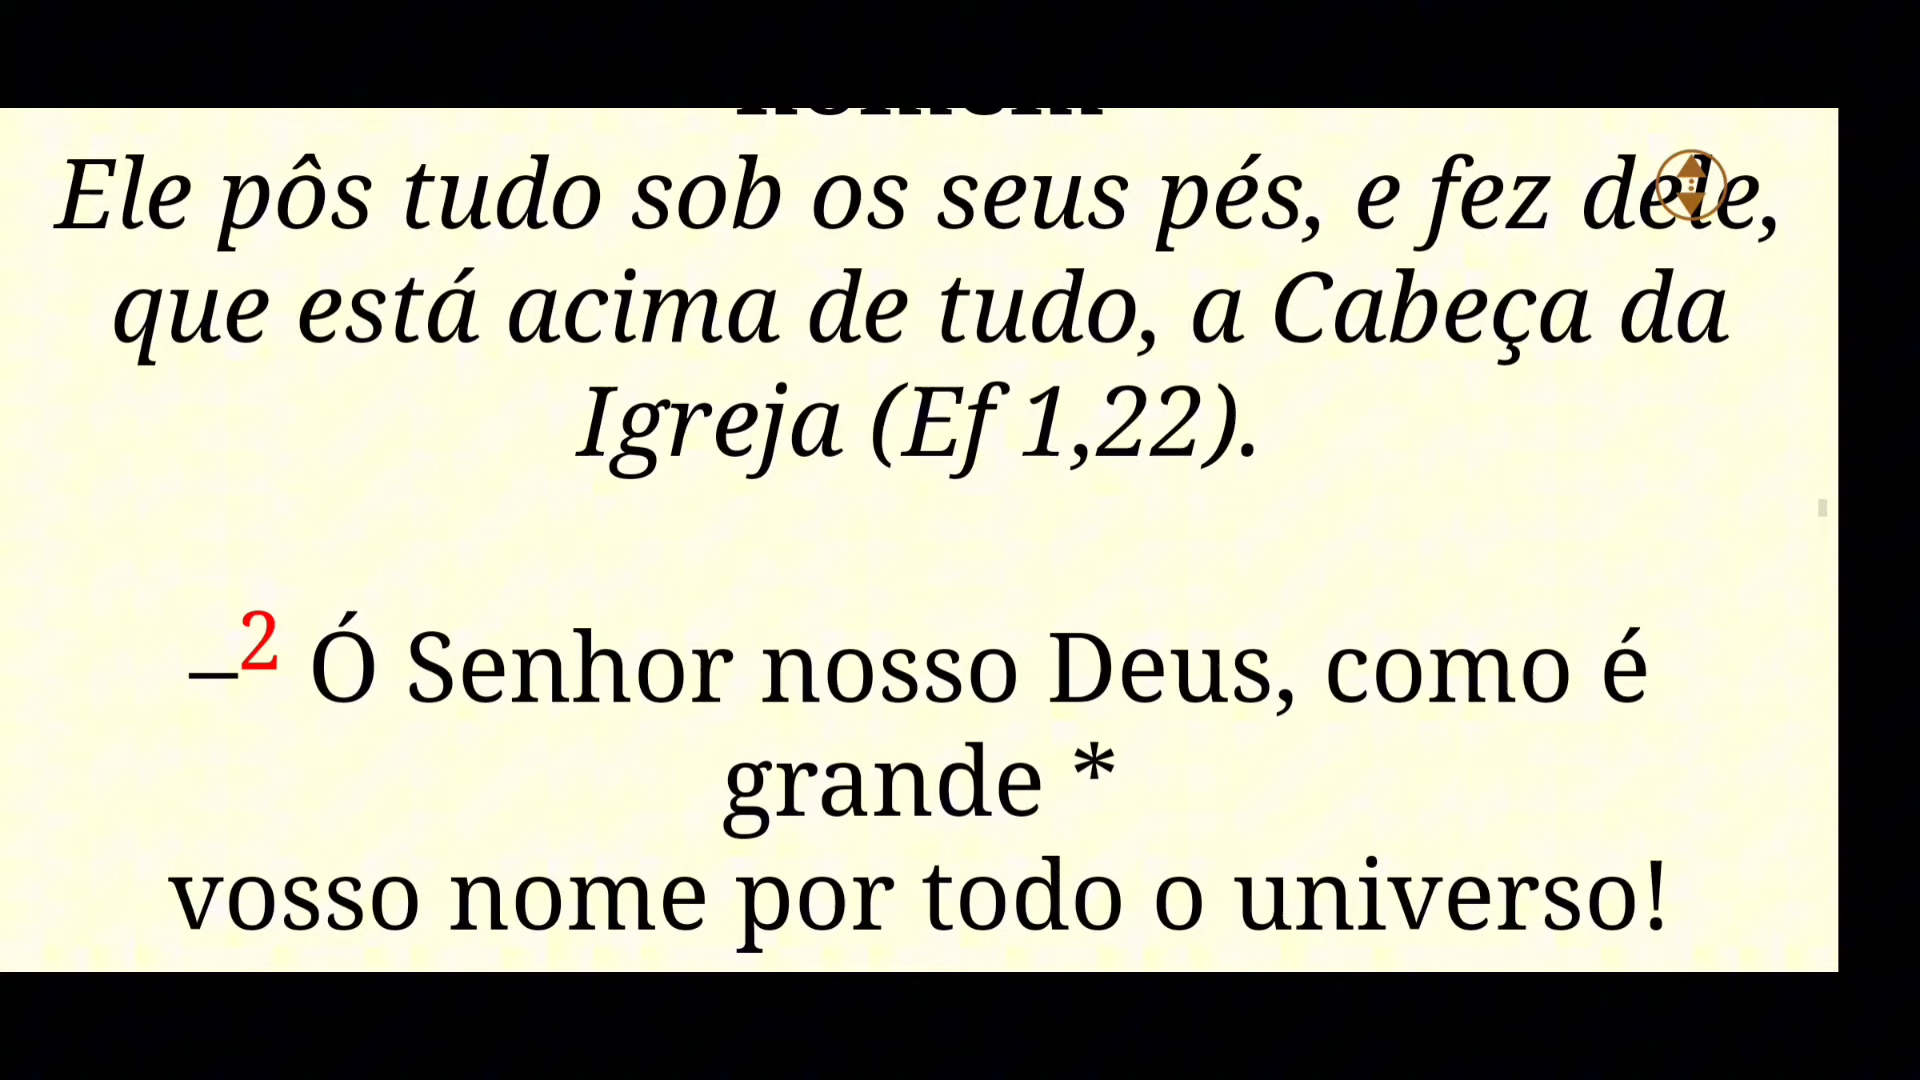 Ele pôs tudo sob os seus pés, e fez dele,
que está acima de tudo, a Cabeça da
Igreja (Ef 1,22).
–2 Ó Senhor nosso Deus, como é
grande *
vosso nome por todo o universo!